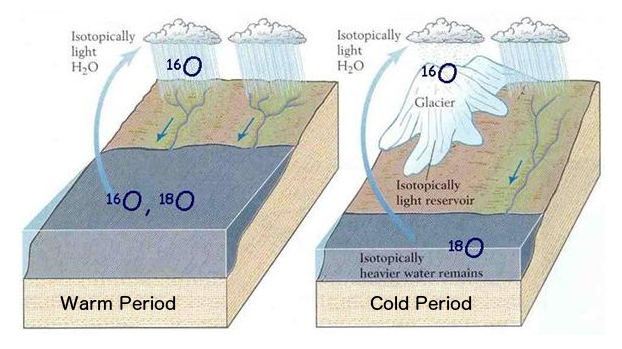 Isotopically
light
H₂O
¹⁶O
¹⁶O, ¹⁸O
Warm Period
Isotopically
light
H₂O
¹⁶O
Glacier
Isotopically
light reservoir
¹⁸O
Isotopically
heavier water remains
Cold Period